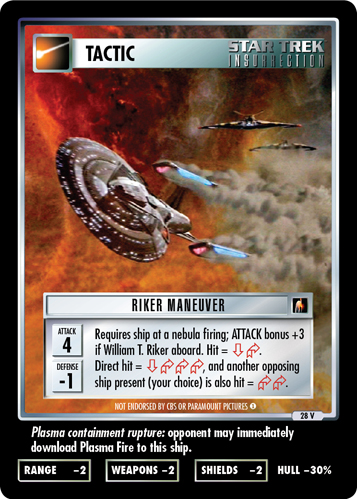 TACTIC
STAR TREK
INSURRECTION
RIKER MANEUVER
ATTACK
4
DEFENSE
-1
Requires ship at a nebula firing; ATTACK bonus +3
if William T. Riker aboard. Hit = ⇩ ↷.
Direct hit = ⇩ ↷ ↷ ↷, and another opposing
ship present (your choice) is also hit = ↷ ↷.
NOT ENDORSED BY CBS OR PARAMOUNT PICTURES
28 V
Plasma containment rupture: opponent may immediately
download Plasma Fire to this ship.
RANGE -2 WEAPONS -2 SHIELDS -2 HULL -30%